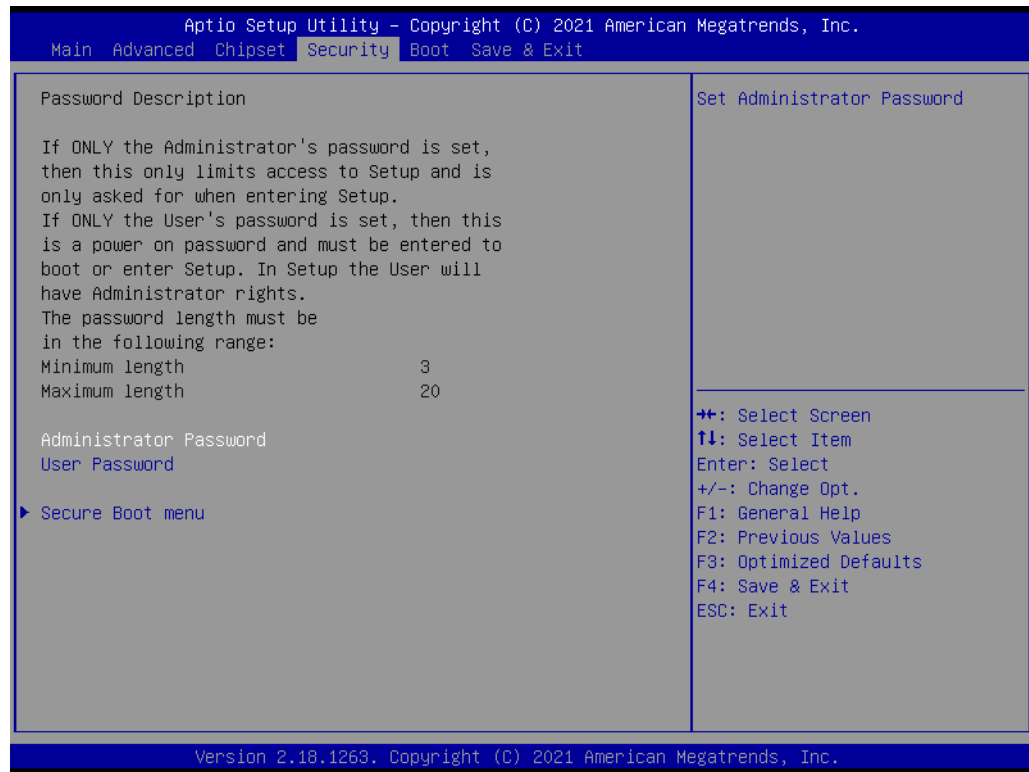 Aptio Setup Utility – Copyright (C) 2021 American Megatrends, Inc.
Main Advanced Chipset Security Boot Save & Exit
Password Description
If ONLY the Administrator's password is set,
then this only limits access to Setup and is
only asked for when entering Setup.
If ONLY the User's password is set, then this
is a power on password and must be entered to
boot or enter Setup. In Setup the User will
have Administrator rights.
The password length must be
in the following range:
Minimum length 3
Maximum length 20
Administrator Password
User Password
Secure Boot menu
Set Administrator Password
→←: Select Screen
↑↓: Select Item
Enter: Select
+/-: Change Opt.
F1: General Help
F2: Previous Values
F3: Optimized Defaults
F4: Save & Exit
ESC: Exit
Version 2.18.1263. Copyright (C) 2021 American Megatrends, Inc.